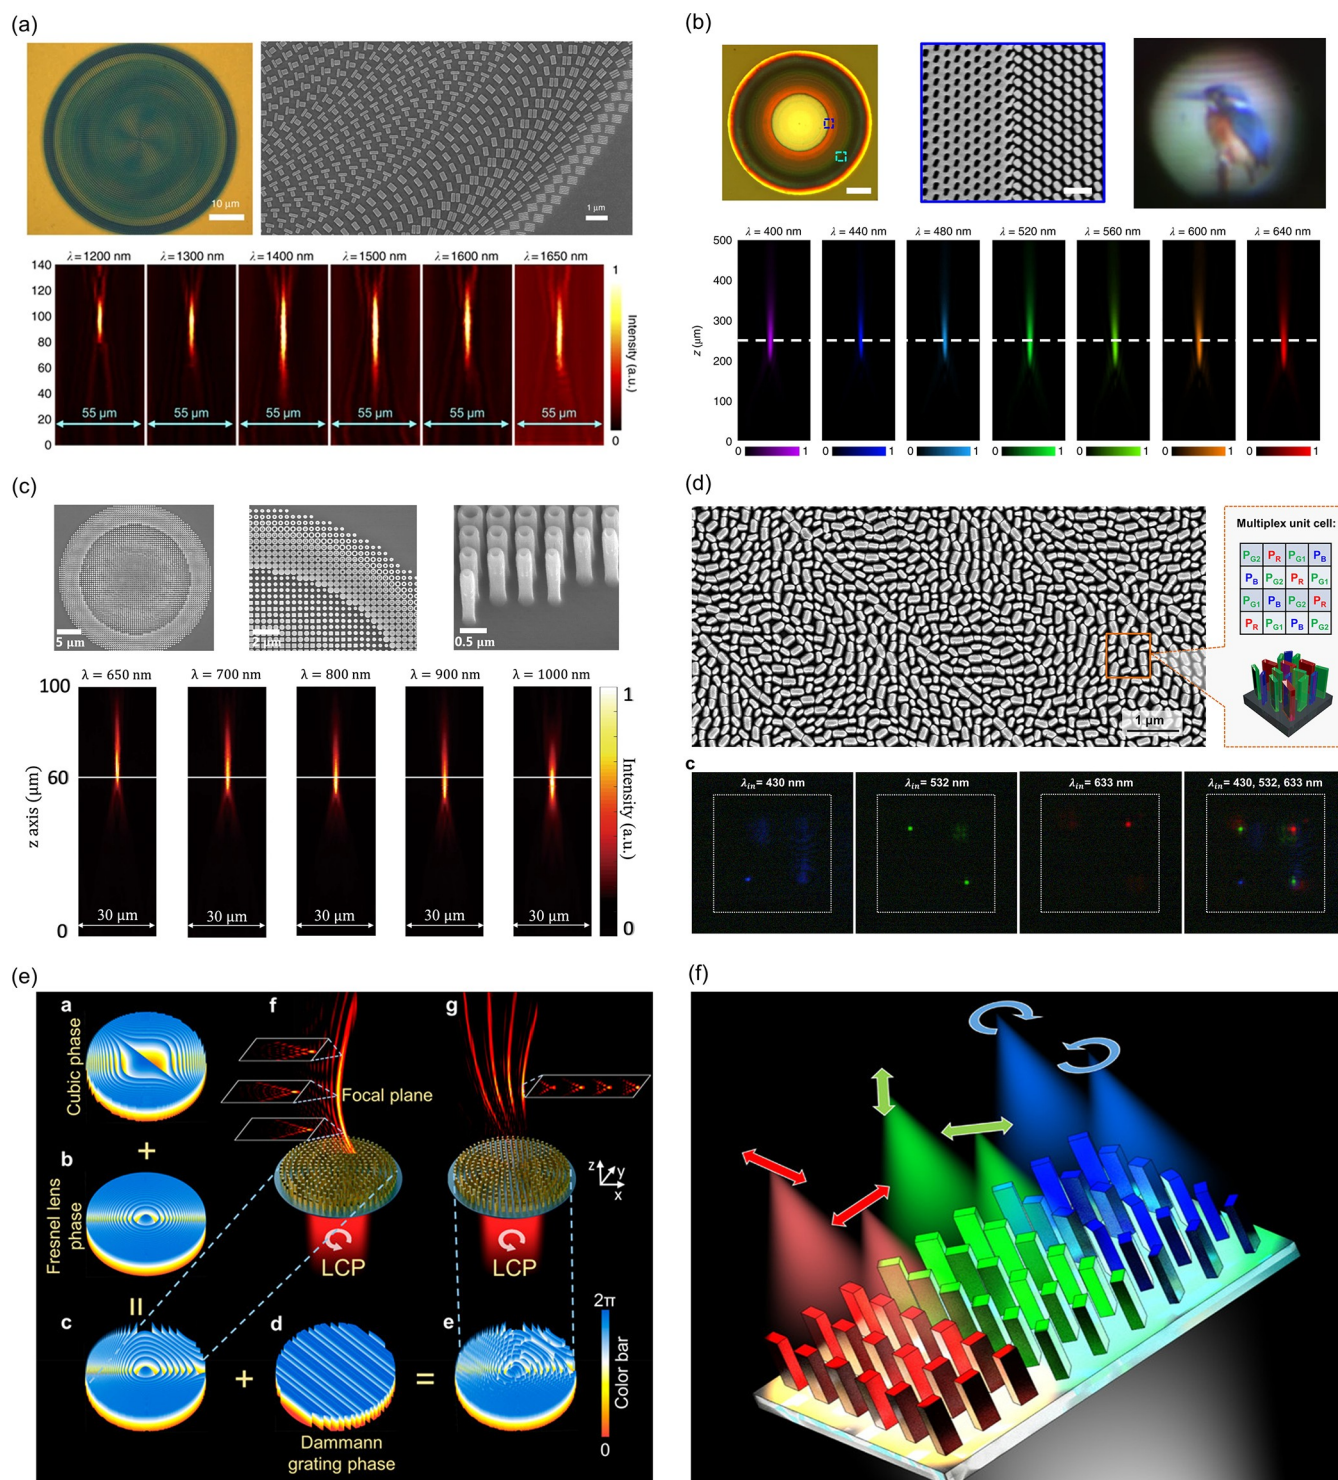 (a)
10 μm
1 μm
λ=1200 nm
λ=1300 nm
λ=1400 nm
λ=1500 nm
λ=1600 nm
λ=1650 nm
140
120
100
80
60
40
20
0
55 μm
55 μm
55 μm
55 μm
55 μm
55 μm
1
Intensity (a.u.)
0
(b)
λ = 400 nm
λ = 440 nm
λ = 480 nm
λ = 520 nm
λ = 560 nm
λ = 600 nm
λ = 640 nm
500
400
300
200
100
0
z (μm)
0 1
0 1
0 1
0 1
0 1
0 1
0 1
(c)
5 μm
2 μm
0.5 μm
λ = 650 nm
λ = 700 nm
λ = 800 nm
λ = 900 nm
λ = 1000 nm
100
60
0
z axis (μm)
30 μm
30 μm
30 μm
30 μm
30 μm
1
Intensity (a.u.)
0
(d)
1 μm
Multiplex unit cell:
PG2 PR PG1 PB
PB PG2 PR PG1
PG1 PB PG2 PR
PR PG1 PB PG2
c
λin= 430 nm
λin= 532 nm
λin= 633 nm
λin= 430, 532, 633 nm
(e)
a
Cubic phase
+
b
Fresnel lens
phase
=
c
+
d
Dammann
grating phase
=
e
2π
Color bar
0
f
Focal plane
LCP
g
LCP
z
y
x
(f)